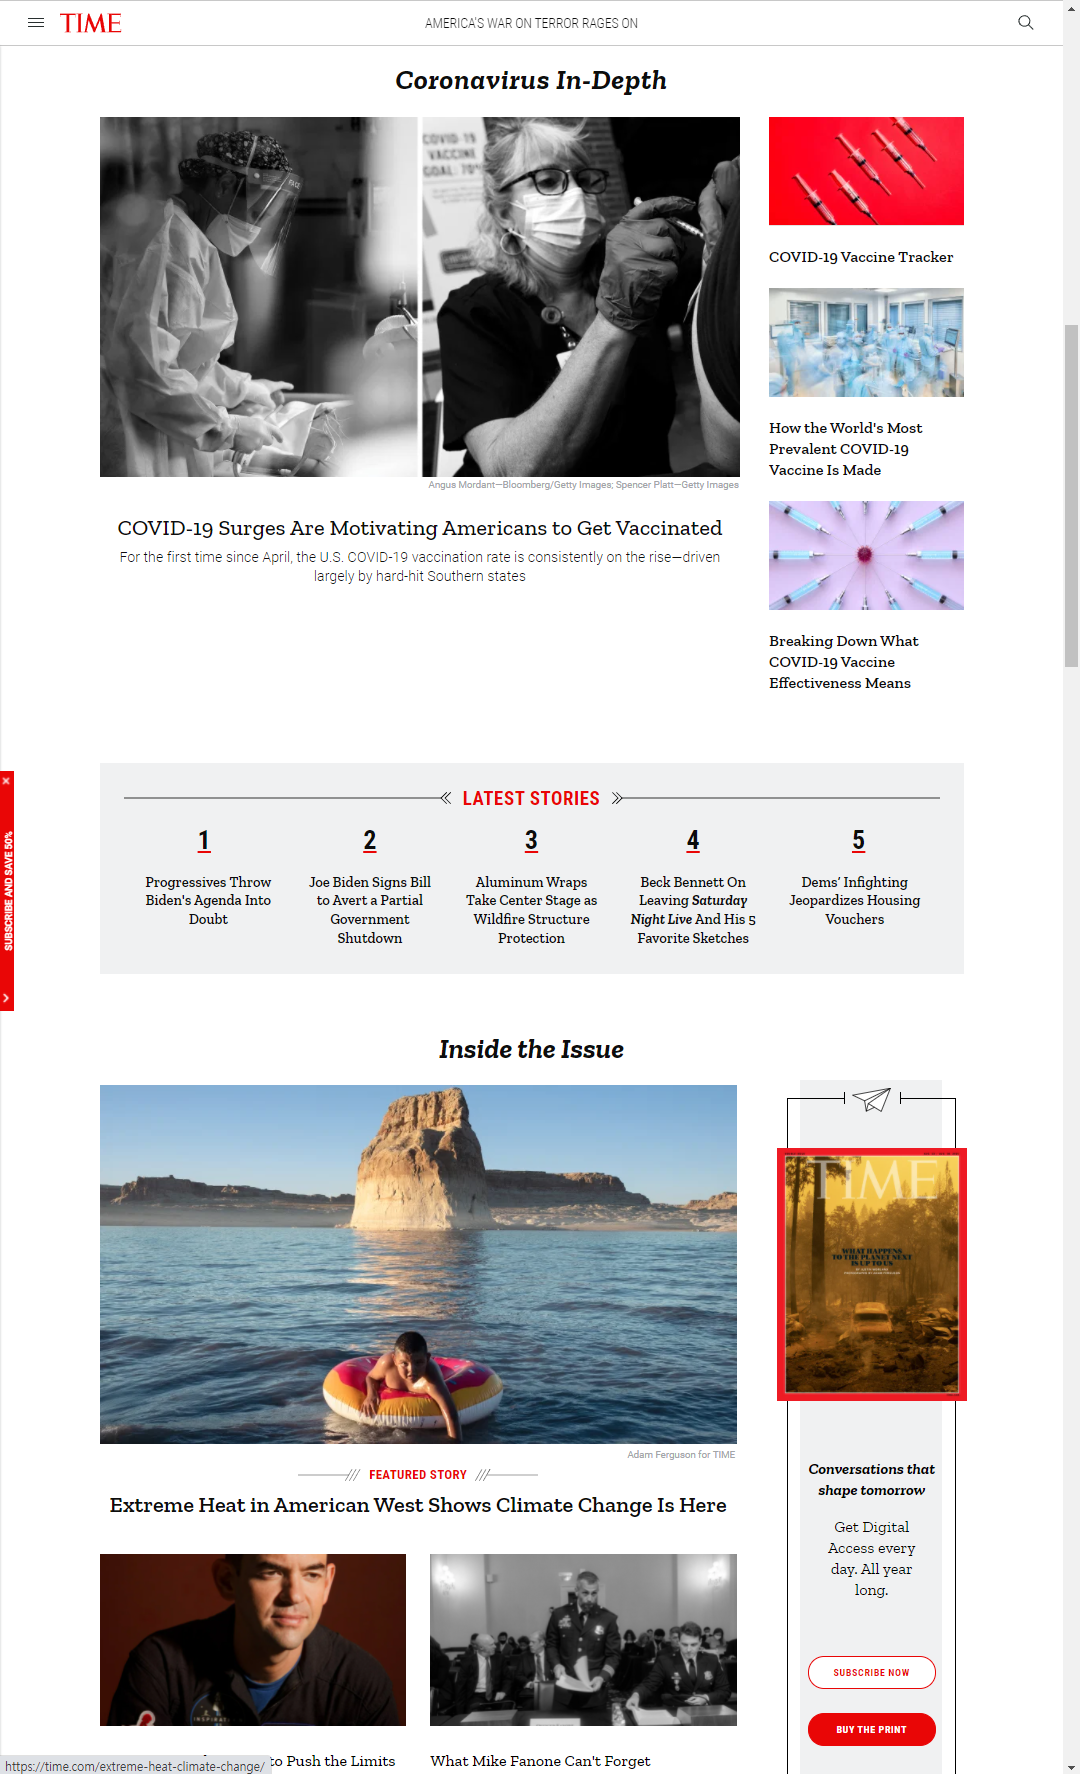 TIME
AMERICA'S WAR ON TERROR RAGES ON
Coronavirus In-Depth
COVID-19
VACCINE
GOAL: 70%
Angus Mordant—Bloomberg/Getty Images; Spencer Platt—Getty Images
COVID-19 Surges Are Motivating Americans to Get Vaccinated
For the first time since April, the U.S. COVID-19 vaccination rate is consistently on the rise—driven
largely by hard-hit Southern states
COVID-19 Vaccine Tracker
How the World's Most
Prevalent COVID-19
Vaccine Is Made
Breaking Down What
COVID-19 Vaccine
Effectiveness Means
SUBSCRIBE AND SAVE 50%
LATEST STORIES
1
Progressives Throw
Biden's Agenda Into
Doubt
2
Joe Biden Signs Bill
to Avert a Partial
Government
Shutdown
3
Aluminum Wraps
Take Center Stage as
Wildfire Structure
Protection
4
Beck Bennett On
Leaving Saturday
Night Live And His 5
Favorite Sketches
5
Dems' Infighting
Jeopardizes Housing
Vouchers
Inside the Issue
Adam Ferguson for TIME
FEATURED STORY
Extreme Heat in American West Shows Climate Change Is Here
to Push the Limits
What Mike Fanone Can't Forget
TIME
WHAT HAPPENS
TO THE PLANET NEXT
IS UP TO US
Conversations that
shape tomorrow
Get Digital
Access every
day. All year
long.
SUBSCRIBE NOW
BUY THE PRINT
https://time.com/extreme-heat-climate-change/